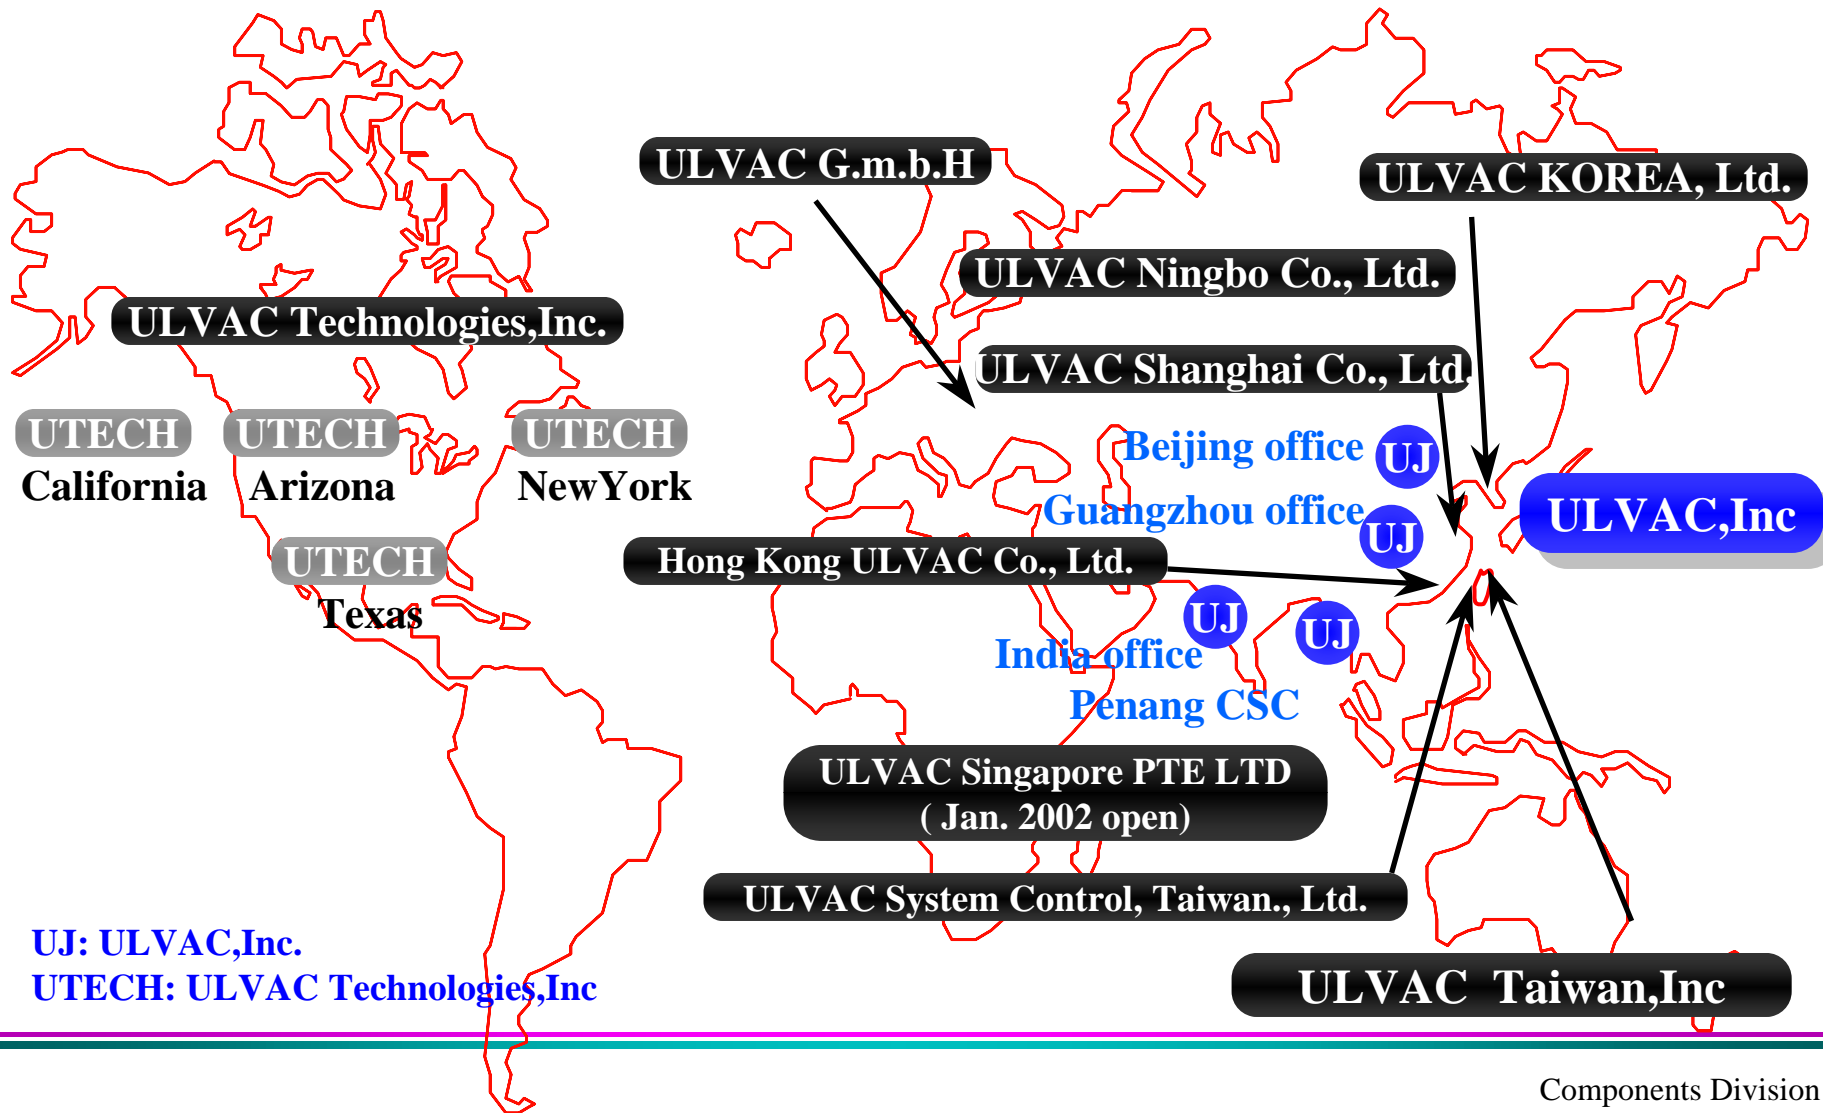 ULVAC G.m.b.H
ULVAC KOREA, Ltd.
ULVAC Ningbo Co., Ltd.
ULVAC Technologies,Inc.
ULVAC Shanghai Co., Ltd.
UTECH
UTECH
UTECH
California
Arizona
NewYork
Beijing office
UJ
Guangzhou office
UJ
ULVAC,Inc
Hong Kong ULVAC Co., Ltd.
UTECH
Texas
UJ
UJ
India office
Penang CSC
ULVAC Singapore PTE LTD
( Jan. 2002 open)
ULVAC System Control, Taiwan., Ltd.
UJ: ULVAC,Inc.
UTECH: ULVAC Technologies,Inc
ULVAC  Taiwan,Inc
Components Division